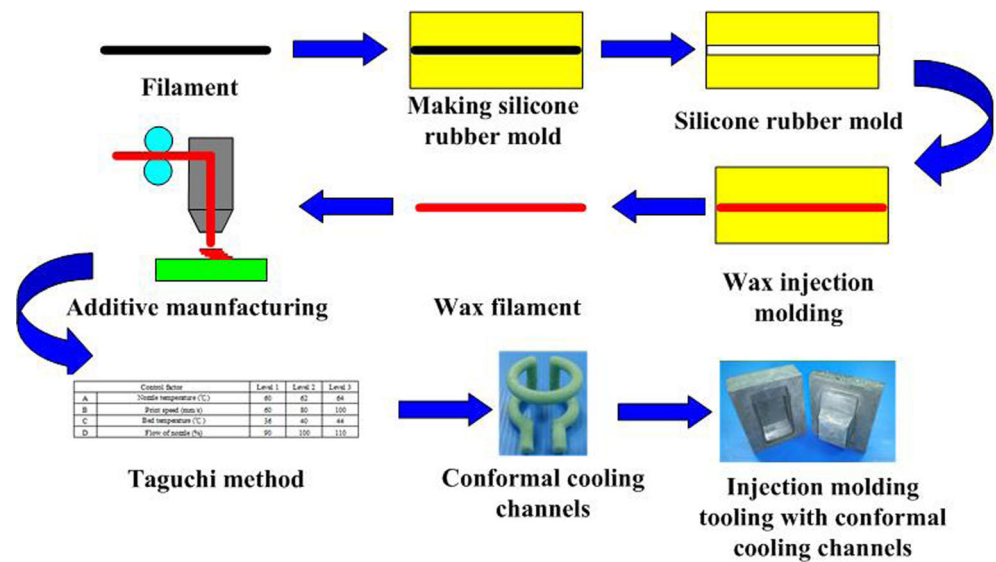 Filament
Making silicone
rubber mold
Silicone rubber mold
Additive maunfacturing
Wax filament
Wax injection
molding
Control factor Level 1 Level 2 Level 3
A Nozzle temperature (℃) 60 62 64
B Print speed (mm/s) 60 80 100
C Bed temperature (℃) 36 40 44
D Flow of nozzle (%) 90 100 110
Taguchi method
Conformal cooling
channels
Injection molding
tooling with conformal
cooling channels